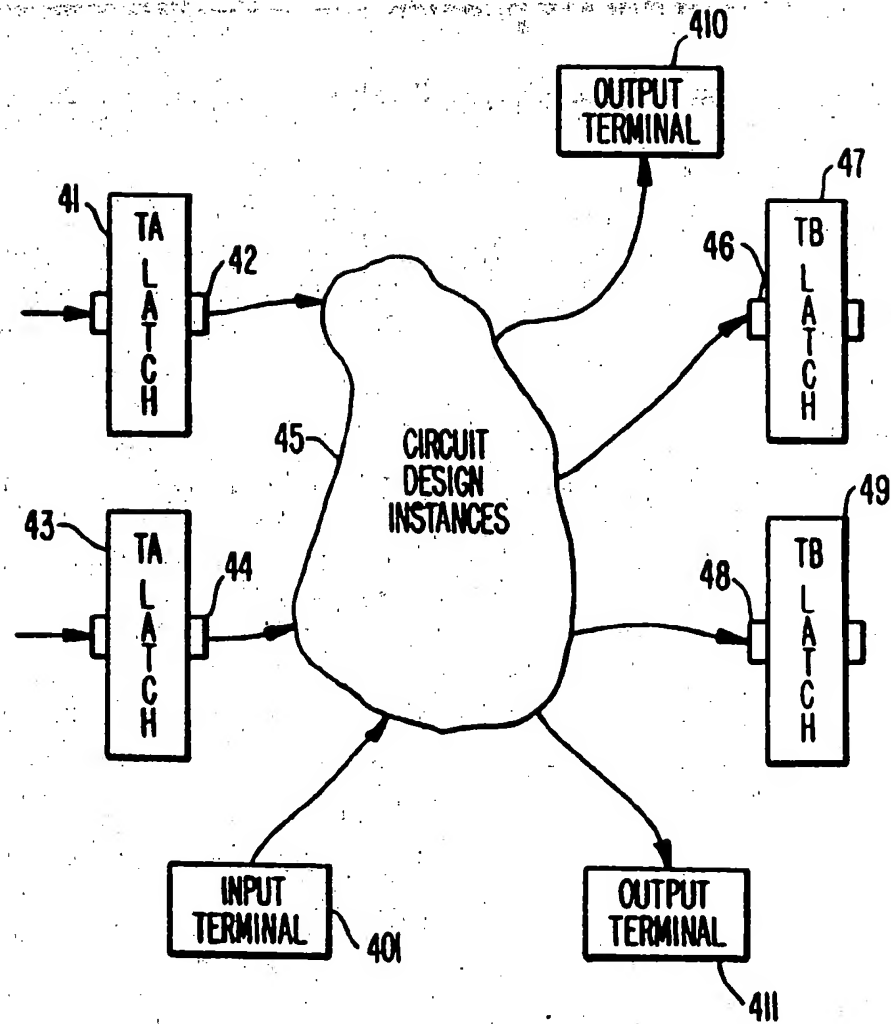 410
OUTPUT
TERMINAL
41
TA
LATCH
42
47
TB
LATCH
46
45
CIRCUIT
DESIGN
INSTANCES
43
TA
LATCH
44
49
TB
LATCH
48
INPUT
TERMINAL
401
OUTPUT
TERMINAL
411